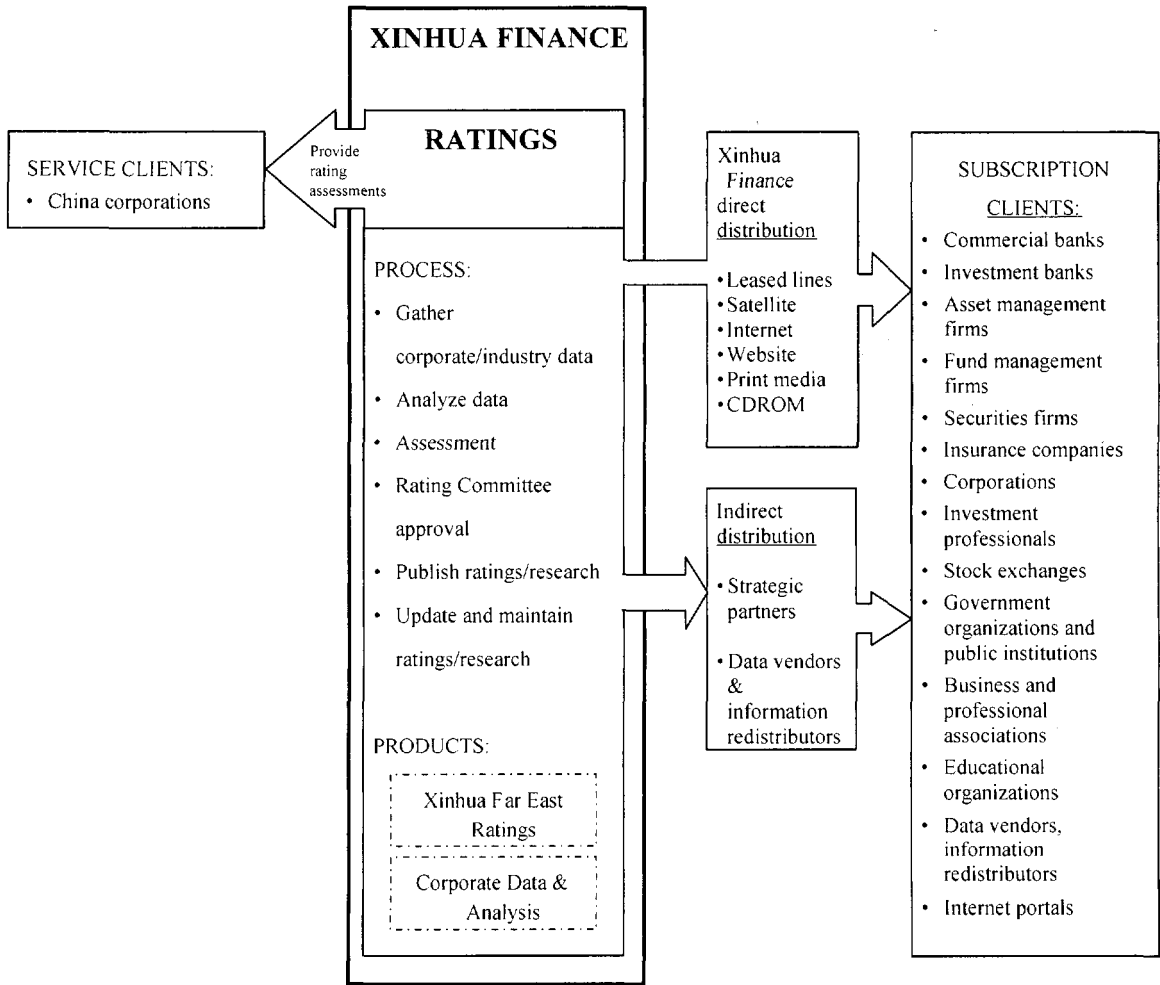 XINHUA FINANCE
RATINGS
Provide
rating
assessments
SERVICE CLIENTS:
• China corporations
PROCESS:
• Gather
corporate/industry data
• Analyze data
• Assessment
• Rating Committee
approval
• Publish ratings/research
• Update and maintain
ratings/research
PRODUCTS:
Xinhua Far East
Ratings
Corporate Data &
Analysis
Xinhua
Finance
direct
distribution
• Leased lines
• Satellite
• Internet
• Website
• Print media
• CDROM
Indirect
distribution
• Strategic
partners
• Data vendors
&
information
redistributors
SUBSCRIPTION
CLIENTS:
• Commercial banks
• Investment banks
• Asset management
firms
• Fund management
firms
• Securities firms
• Insurance companies
• Corporations
• Investment
professionals
• Stock exchanges
• Government
organizations and
public institutions
• Business and
professional
associations
• Educational
organizations
• Data vendors,
information
redistributors
• Internet portals